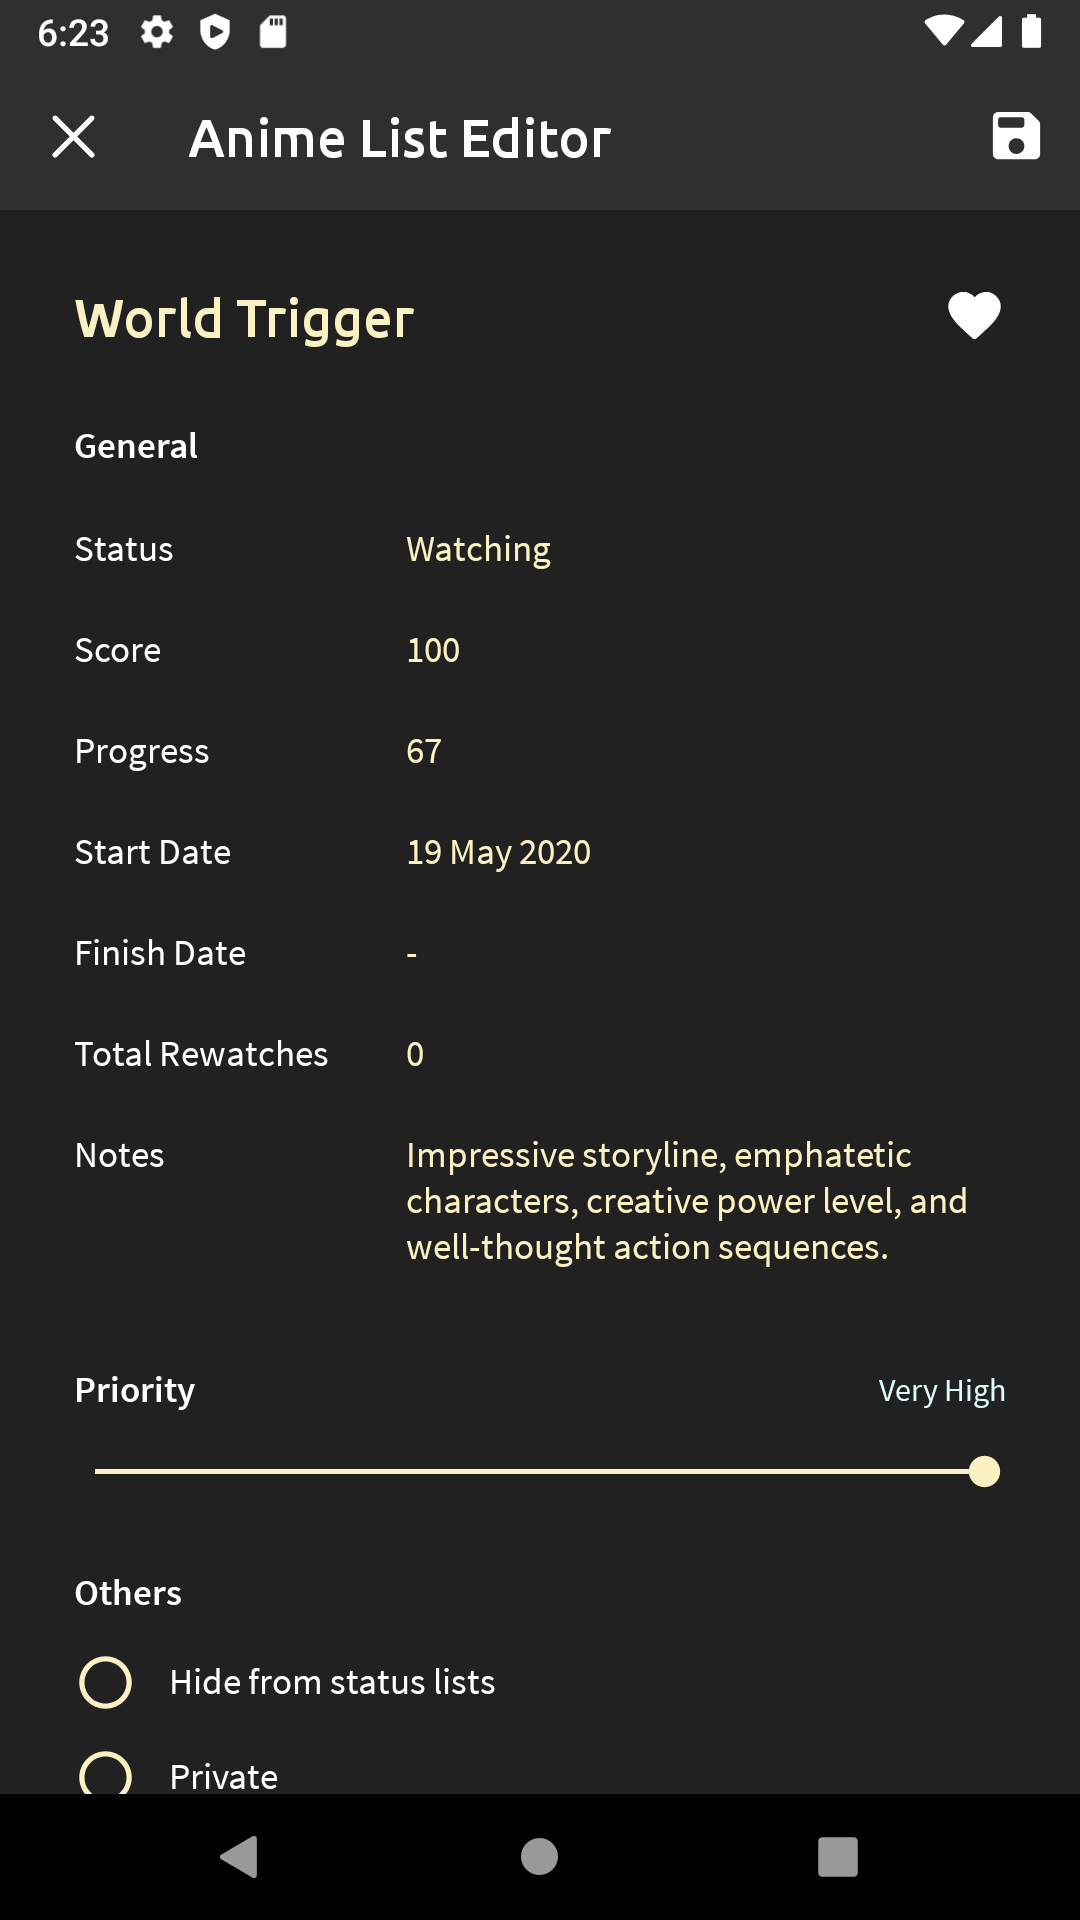 6:23
Anime List Editor
World Trigger
General
Status Watching
Score 100
Progress 67
Start Date 19 May 2020
Finish Date -
Total Rewatches 0
Notes Impressive storyline, emphatetic
characters, creative power level, and
well-thought action sequences.
Priority Very High
Others
Hide from status lists
Private